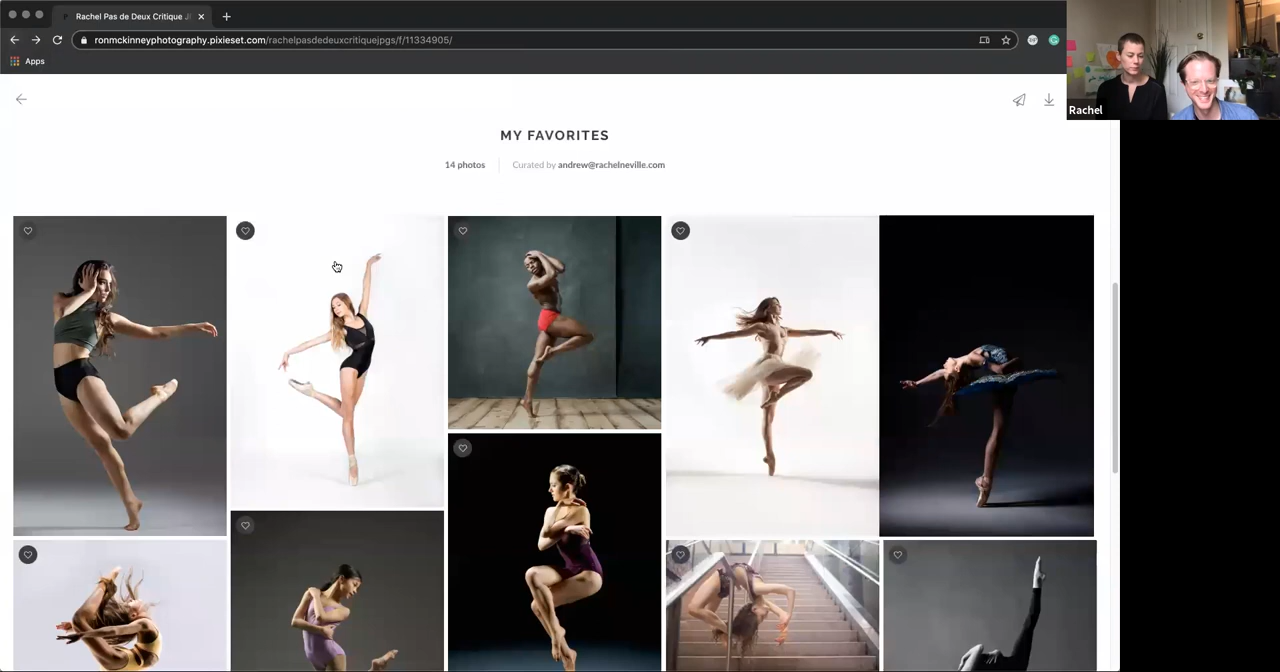 Rachel Pas de Deux Critique J
ronmckinneyphotography.pixieset.com/rachelpasdedeuxcritiquejpgs/f/11334905/
Apps
Rachel
MY FAVORITES
14 photos
Curated by andrew@rachelneville.com